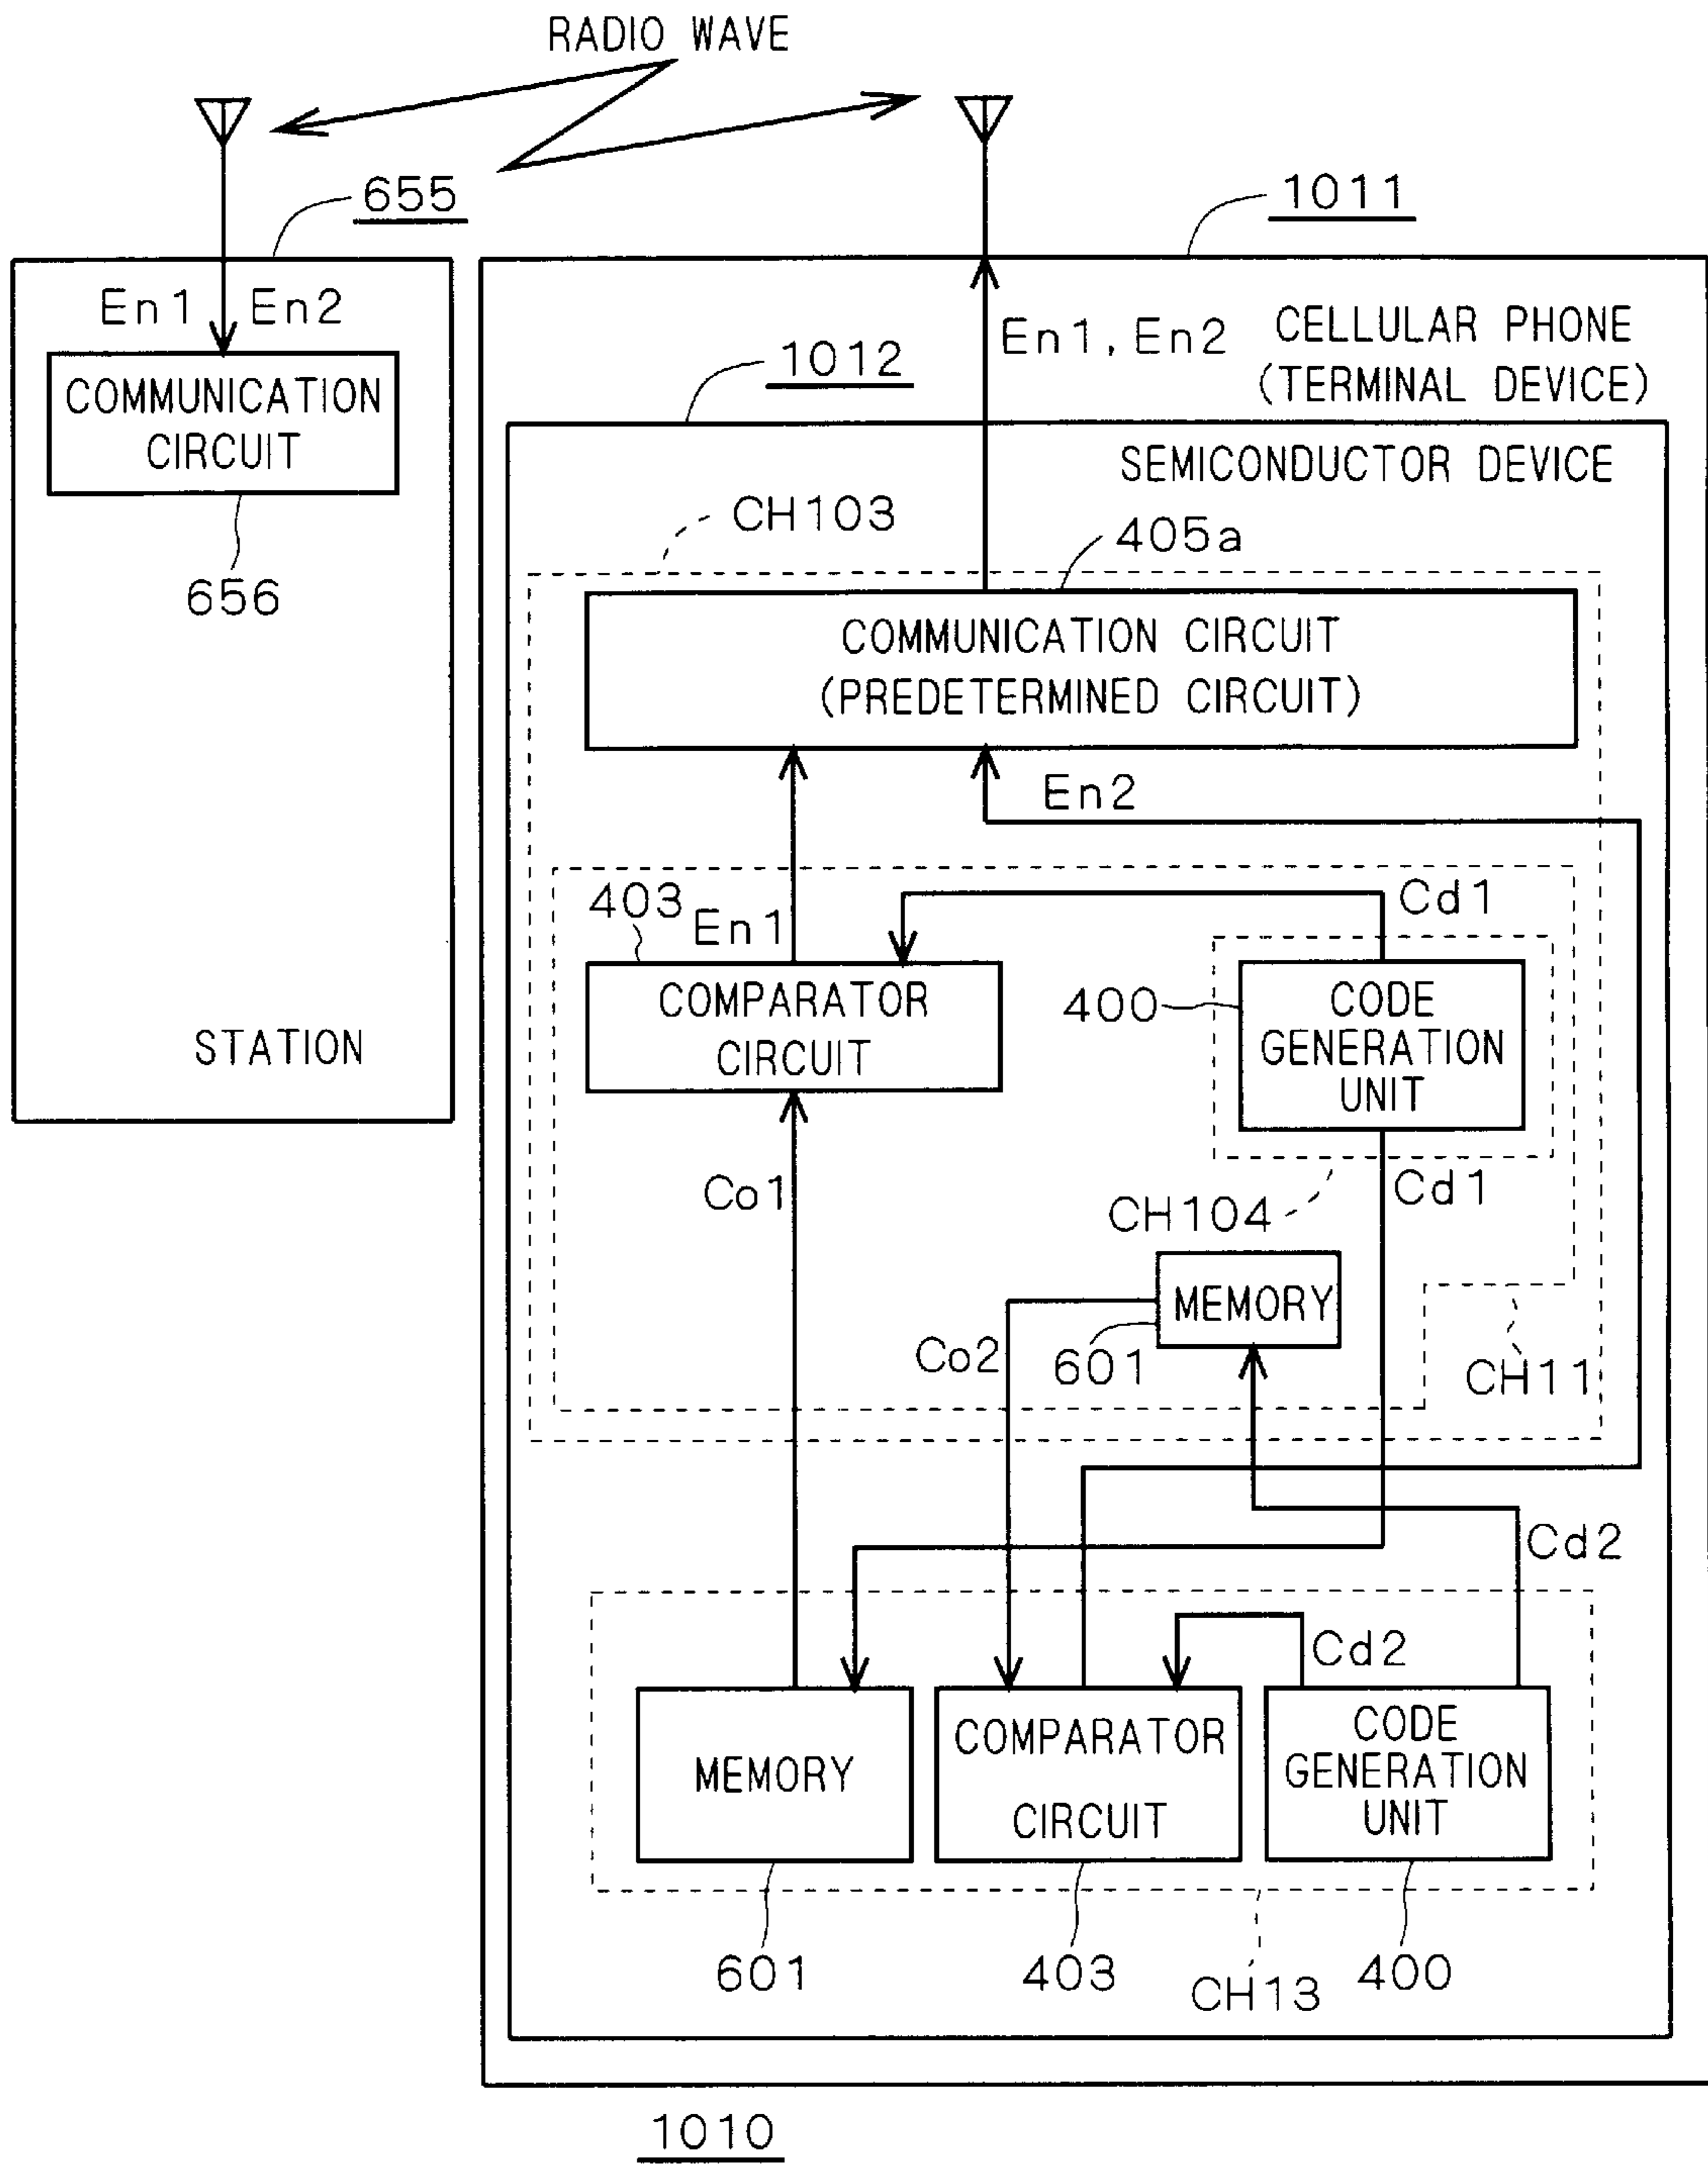 RADIO WAVE
655
1011
En1 En2
En1, En2
CELLULAR PHONE
(TERMINAL DEVICE)
COMMUNICATION
CIRCUIT
656
STATION
1012
SEMICONDUCTOR DEVICE
CH103
405a
COMMUNICATION CIRCUIT
(PREDETERMINED CIRCUIT)
En2
403
En1
Cd1
COMPARATOR
CIRCUIT
400
CODE
GENERATION
UNIT
Co1
Cd1
CH104
MEMORY
Co2
601
CH11
Cd2
Cd2
MEMORY
COMPARATOR
CIRCUIT
CODE
GENERATION
UNIT
601
403
CH13
400
1010